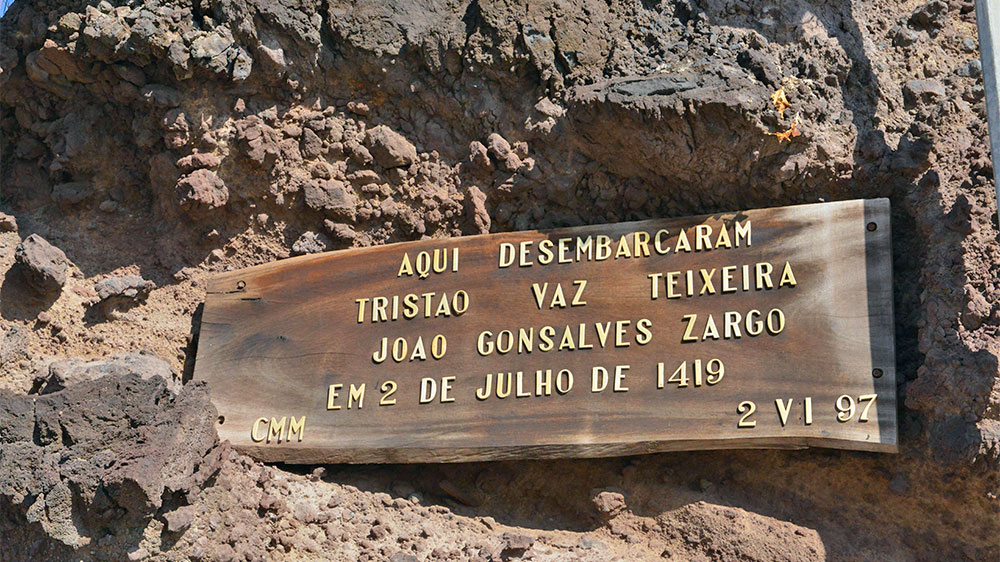 AQUI DESEMBARCARAM
TRISTAO VAZ TEIXEIRA
JOAO GONSALVES ZARGO
EM 2 DE JULHO DE 1419
CMM 2 VI 97